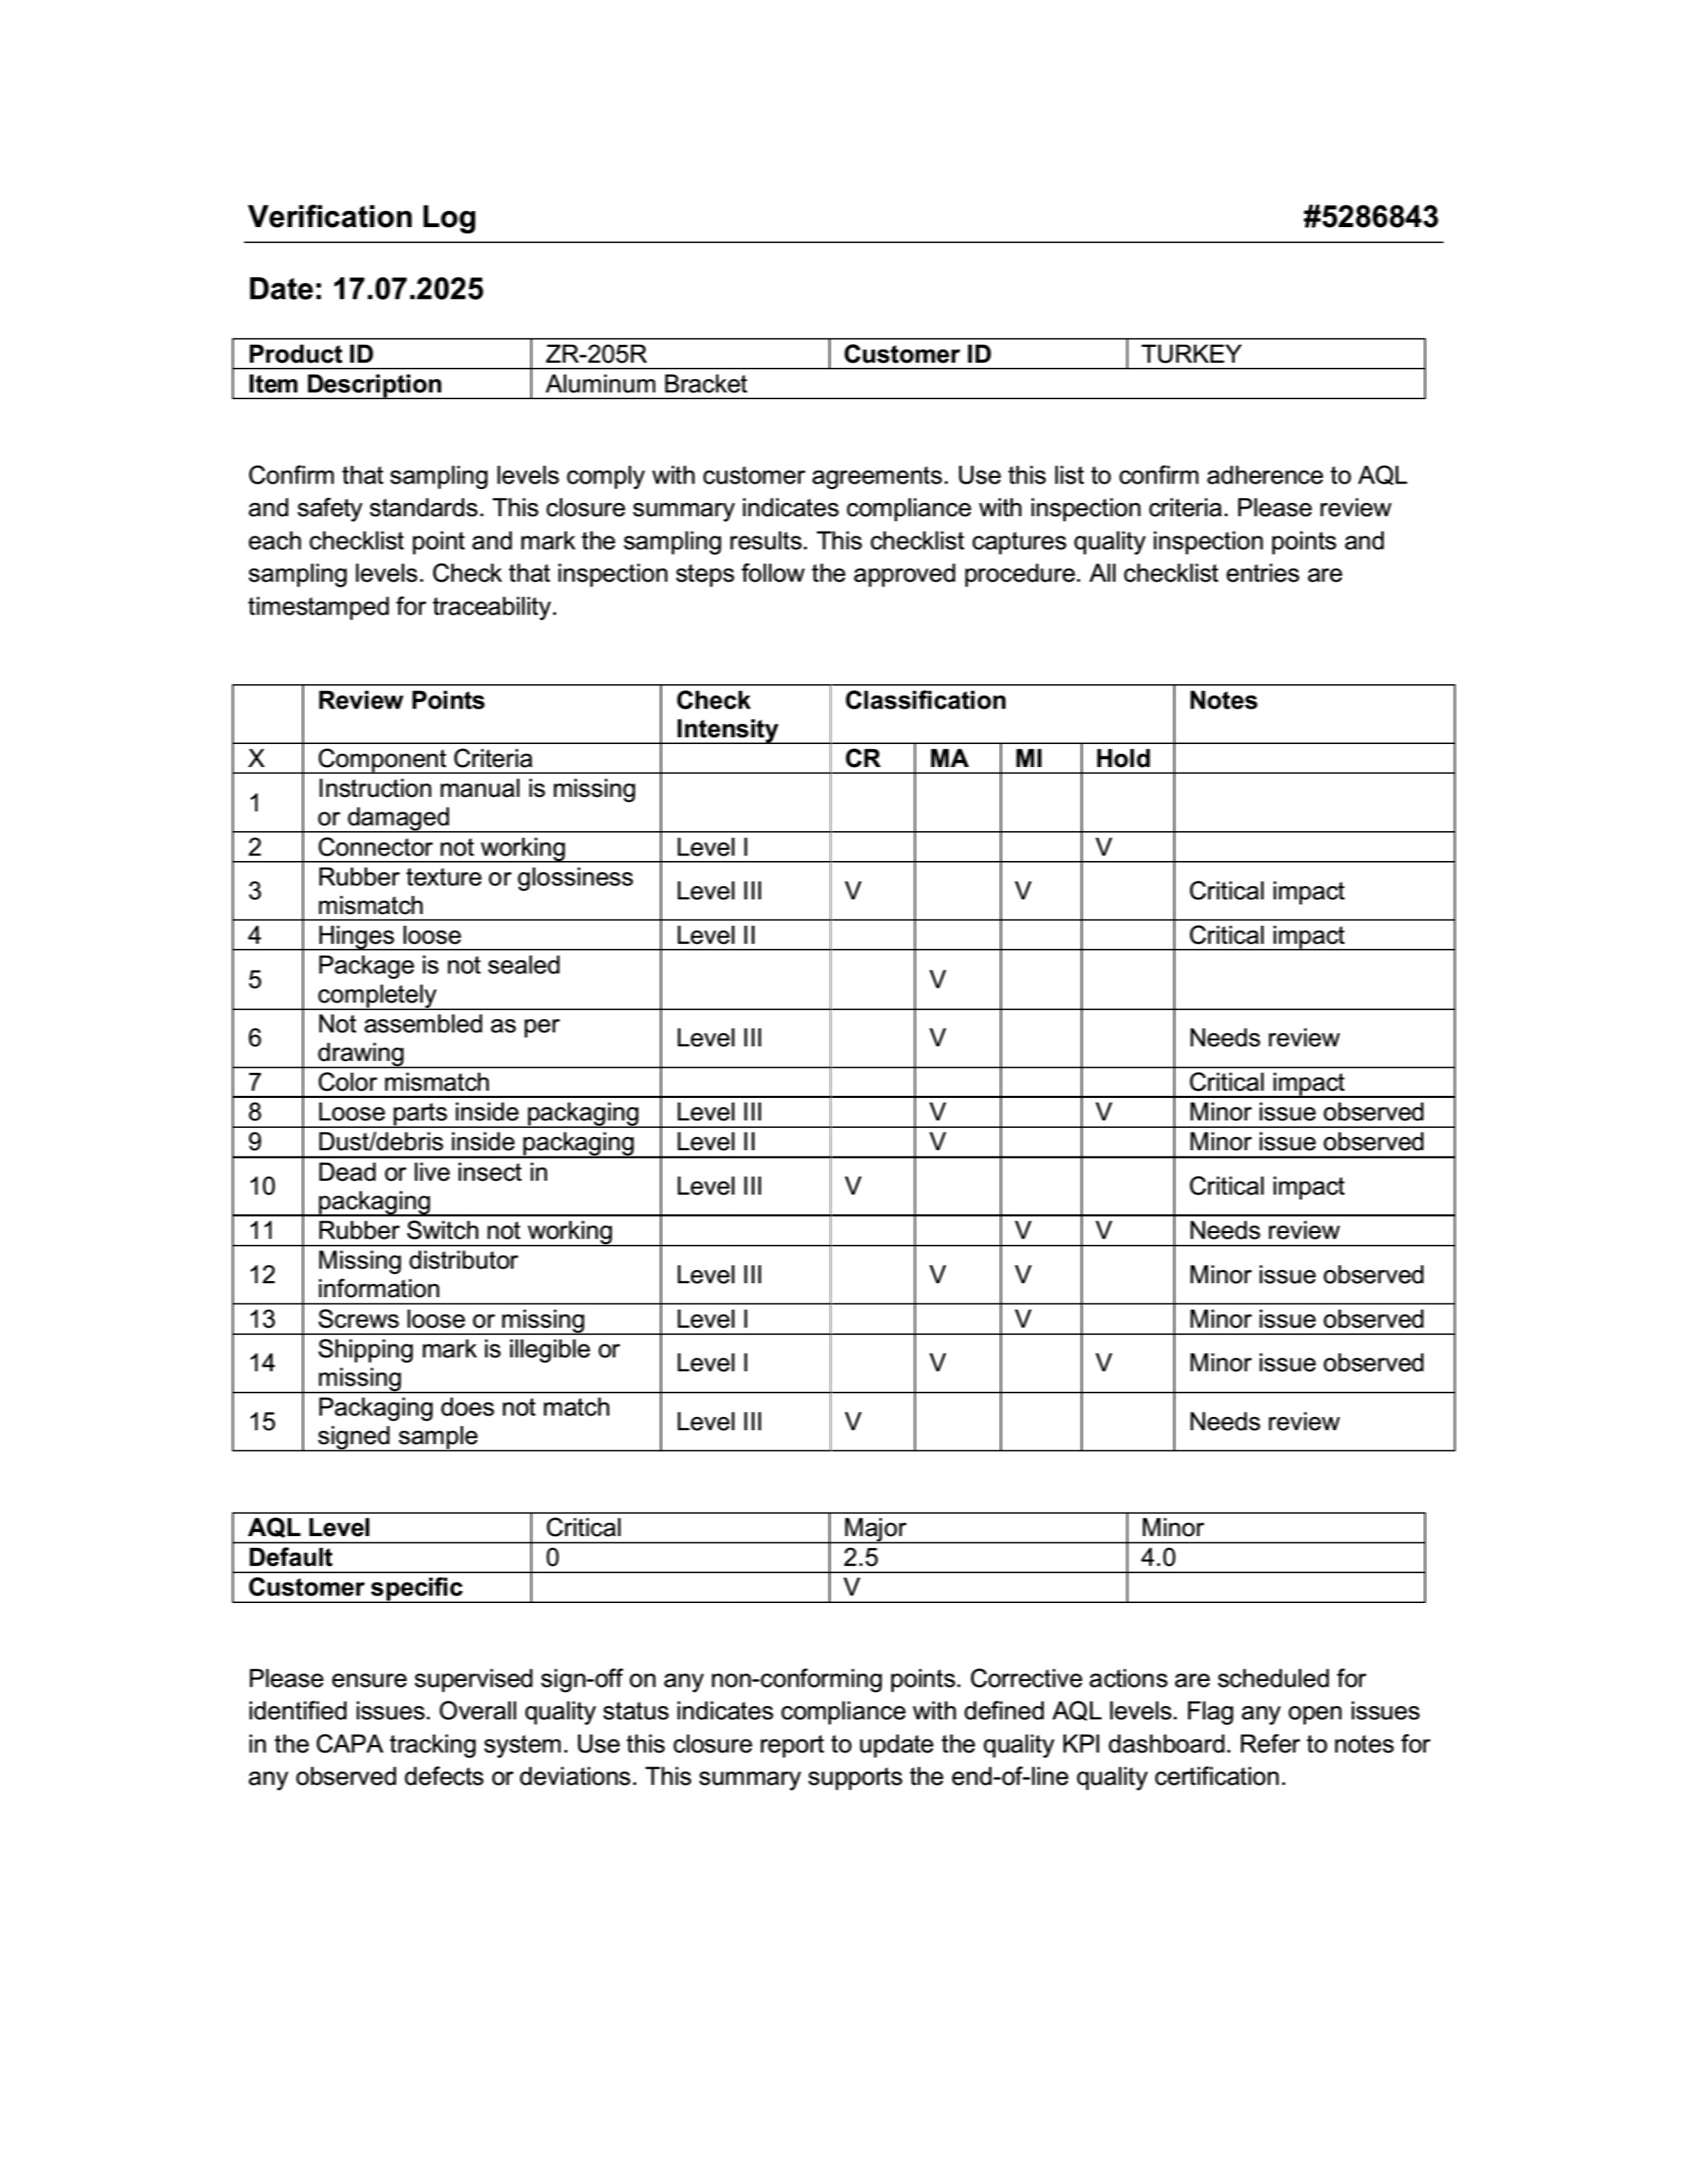 Verification Log #5286843
Date: 17.07.2025
Product ID ZR-205R Customer ID TURKEY
Item Description Aluminum Bracket
Confirm that sampling levels comply with customer agreements. Use this list to confirm adherence to AQL
and safety standards. This closure summary indicates compliance with inspection criteria. Please review
each checklist point and mark the sampling results. This checklist captures quality inspection points and
sampling levels. Check that inspection steps follow the approved procedure. All checklist entries are
timestamped for traceability.
Review Points Check Classification Notes
Intensity
X Component Criteria CR MA MI Hold
1 Instruction manual is missing
or damaged
2 Connector not working Level I V
3 Rubber texture or glossiness Level III V V Critical impact
mismatch
4 Hinges loose Level II Critical impact
5 Package is not sealed V
completely
6 Not assembled as per Level III V Needs review
drawing
7 Color mismatch Critical impact
8 Loose parts inside packaging Level III V V Minor issue observed
9 Dust/debris inside packaging Level II V Minor issue observed
10 Dead or live insect in Level III V Critical impact
packaging
11 Rubber Switch not working V V Needs review
12 Missing distributor Level III V V Minor issue observed
information
13 Screws loose or missing Level I V Minor issue observed
14 Shipping mark is illegible or Level I V V Minor issue observed
missing
15 Packaging does not match Level III V Needs review
signed sample
AQL Level Critical Major Minor
Default 0 2.5 4.0
Customer specific V
Please ensure supervised sign-off on any non-conforming points. Corrective actions are scheduled for
identified issues. Overall quality status indicates compliance with defined AQL levels. Flag any open issues
in the CAPA tracking system. Use this closure report to update the quality KPI dashboard. Refer to notes for
any observed defects or deviations. This summary supports the end-of-line quality certification.